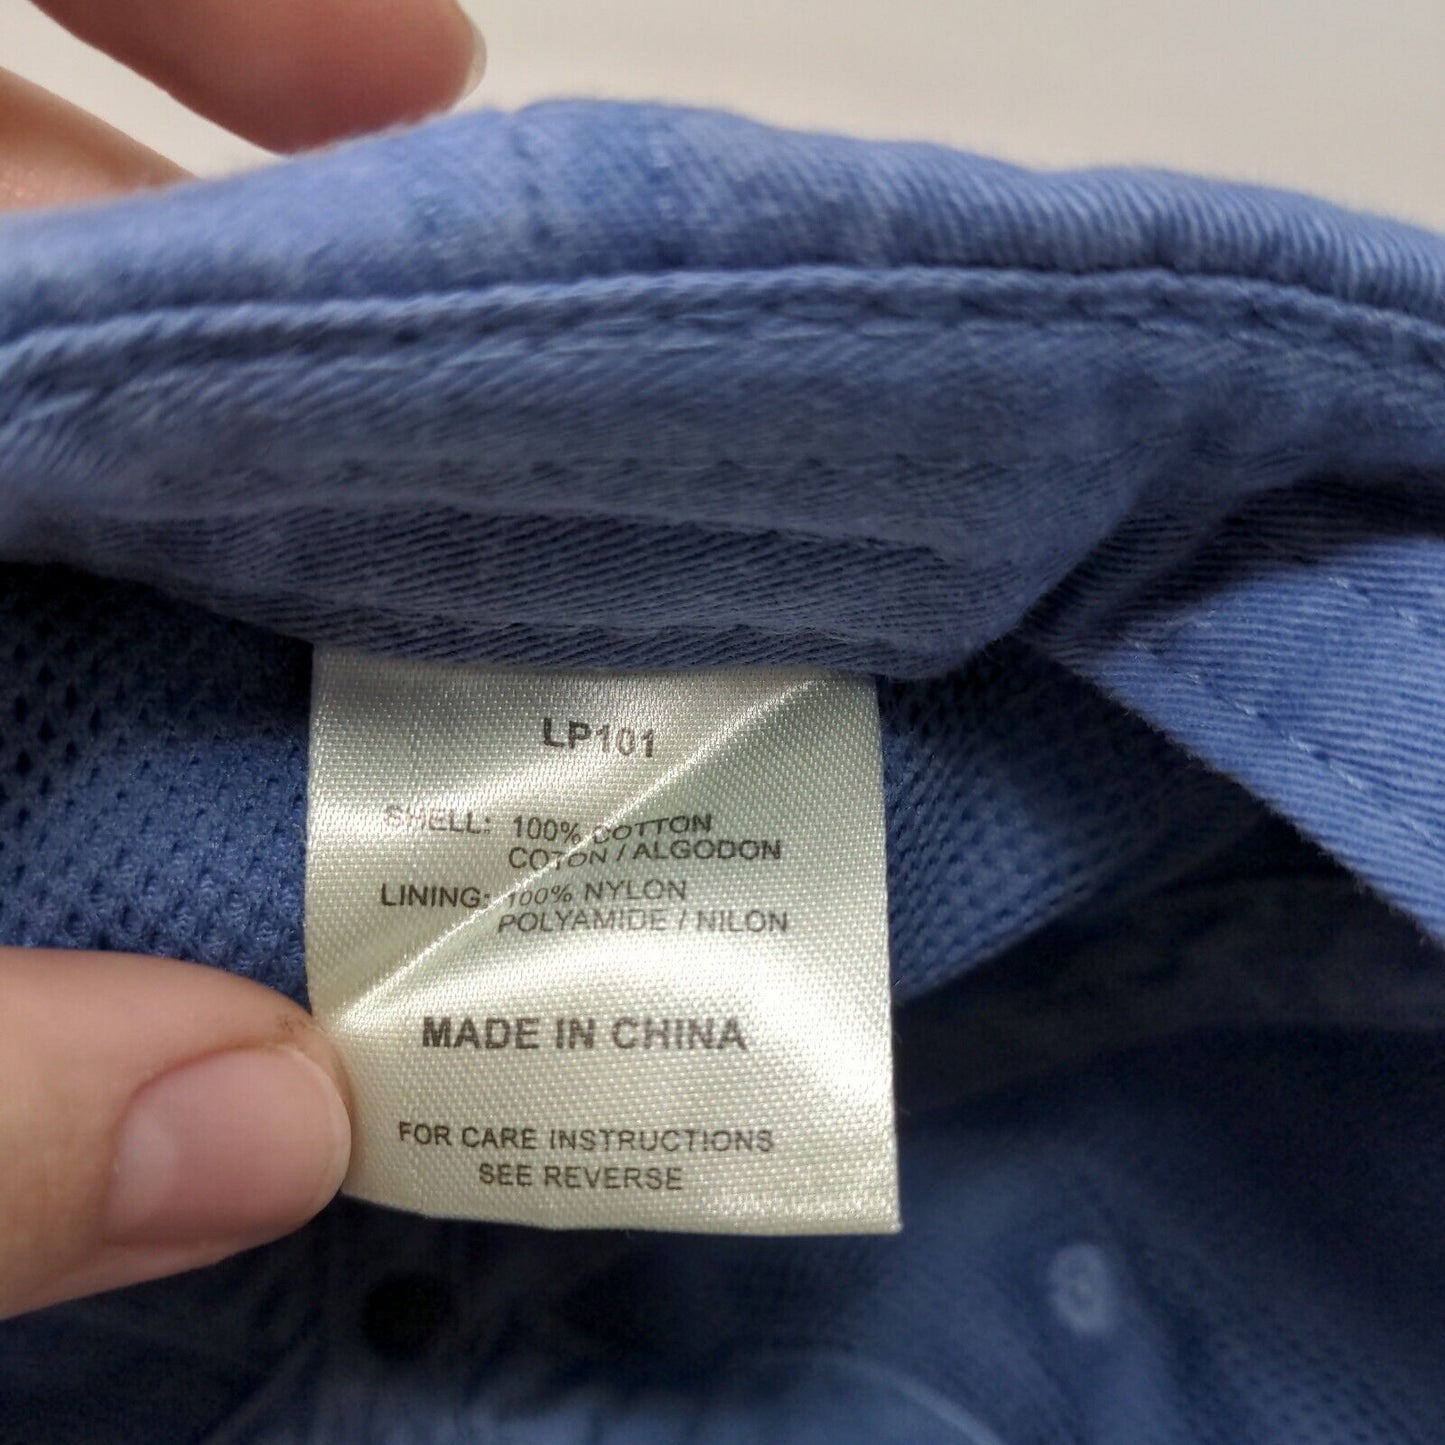 LP101
SHELL: 100% COTTON
COTON / ALGODON
LINING: 100% NYLON
POLYAMIDE / NILON
MADE IN CHINA
FOR CARE INSTRUCTIONS
SEE REVERSE